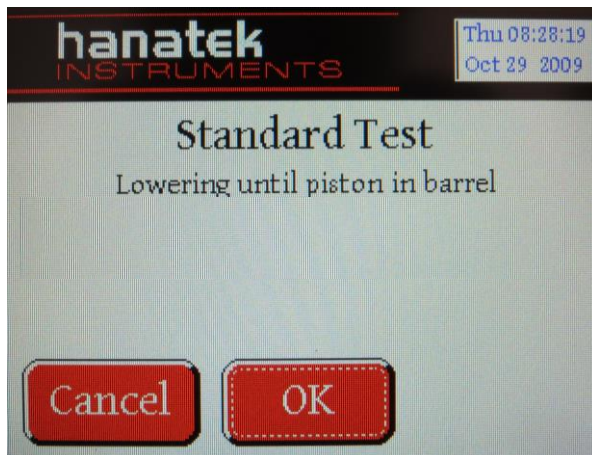 hanatek
INSTRUMENTS
Thu 08:28:19
Oct 29 2009
Standard Test
Lowering until piston in barrel
Cancel
OK